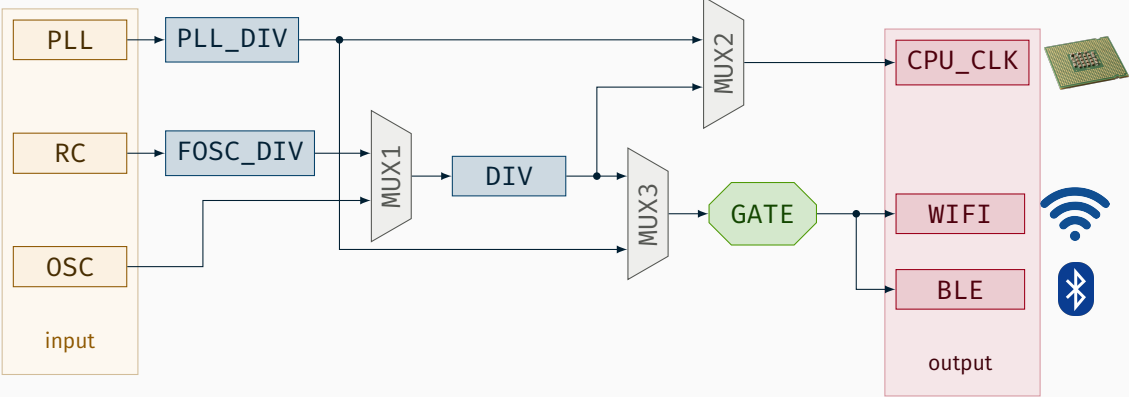 PLL
PLL_DIV
MUX2
CPU_CLK
RC
FOSC_DIV
MUX1
DIV
MUX3
GATE
WIFI
OSC
BLE
input
output